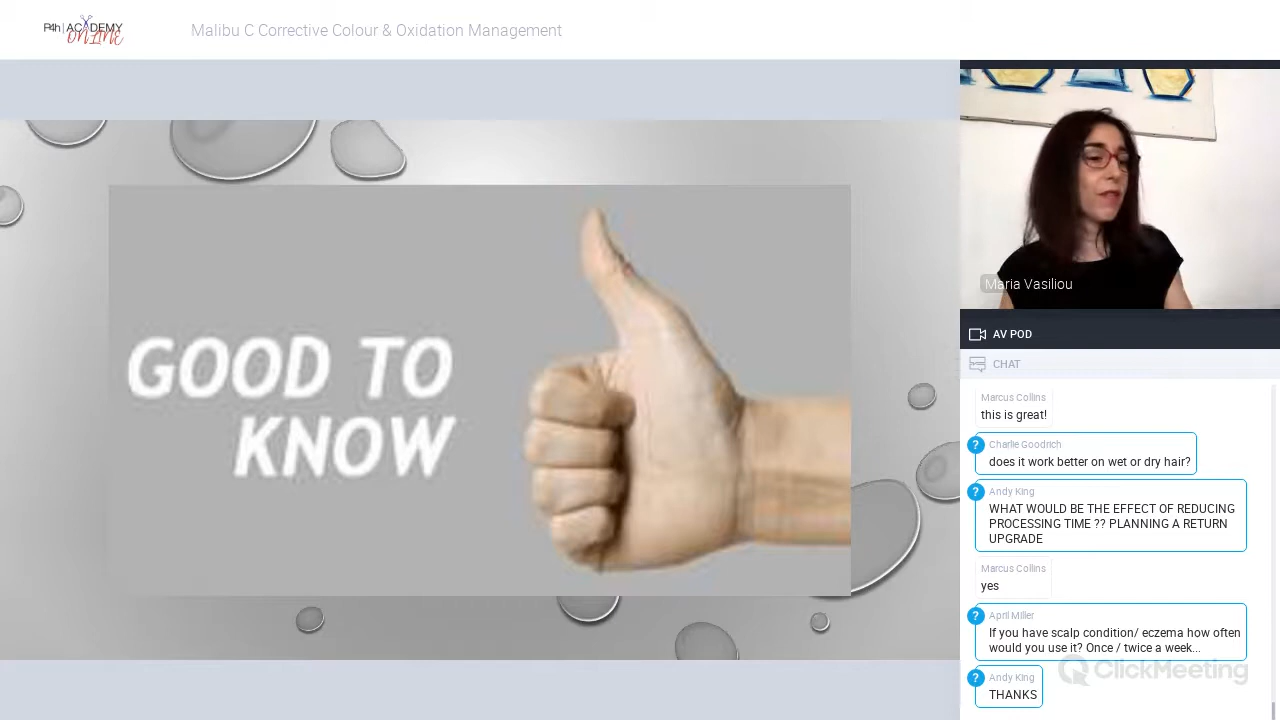 P4h | ACADEMY
ONLINE
Malibu C Corrective Colour & Oxidation Management
GOOD TO
KNOW
Maria Vasiliou
AV POD
CHAT
Marcus Collins
this is great!
?
Charlie Goodrich
does it work better on wet or dry hair?
?
Andy King
WHAT WOULD BE THE EFFECT OF REDUCING
PROCESSING TIME ?? PLANNING A RETURN
UPGRADE
Marcus Collins
yes
?
April Miller
If you have scalp condition/ eczema how often
would you use it? Once / twice a week...
ClickMeeting
?
Andy King
THANKS